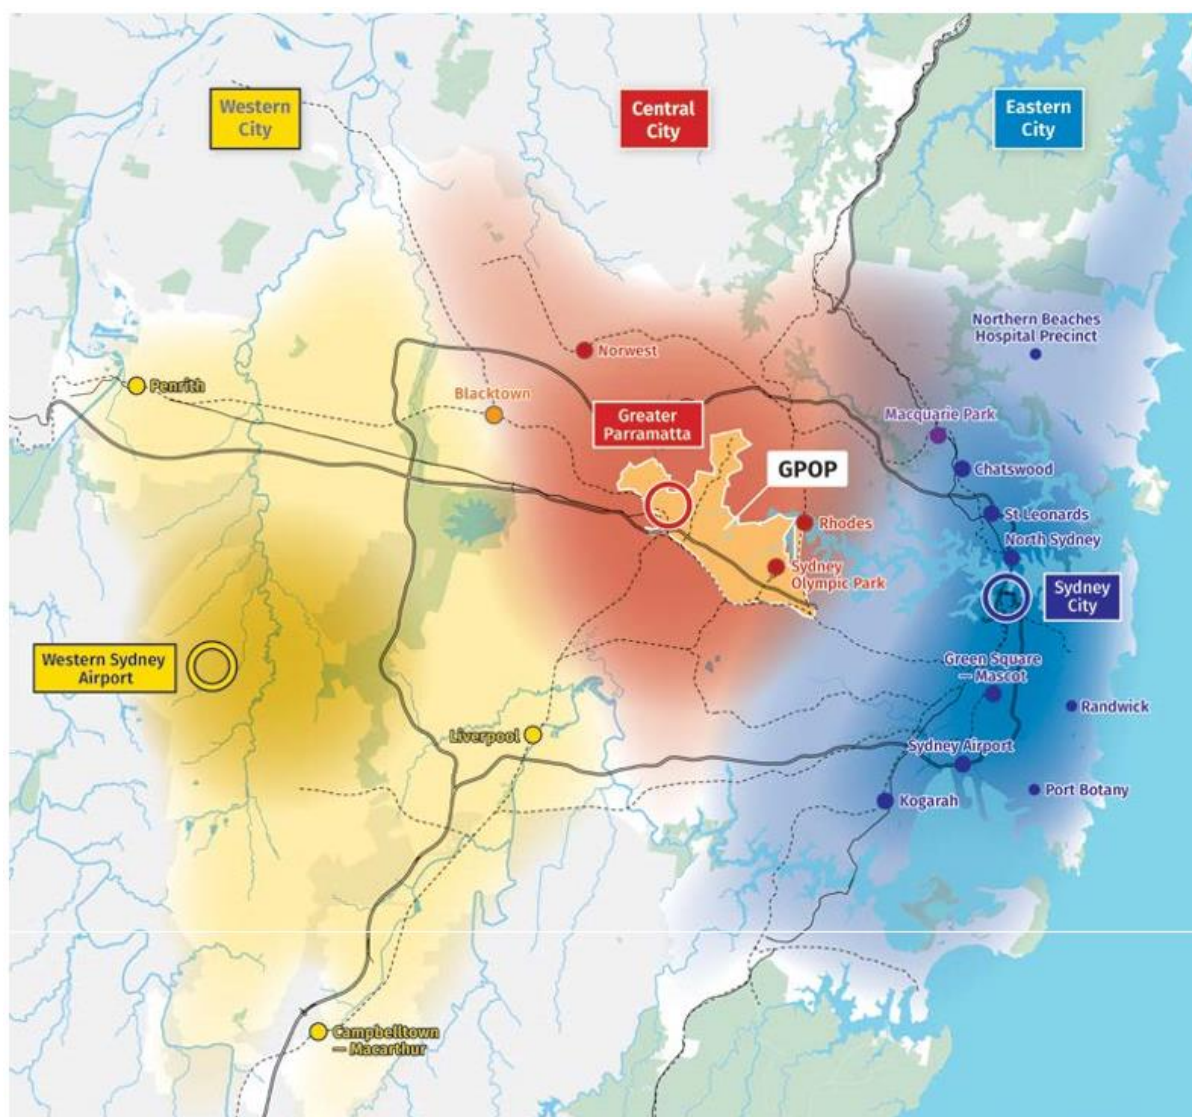 Western
City
Central
City
Eastern
City
Northern Beaches
Hospital Precinct
Norwest
Penrith
Blacktown
Greater
Parramatta
Macquarie Park
GPOP
Chatswood
St Leonards
Rhodes
North Sydney
Sydney
Olympic Park
Sydney
City
Western Sydney
Airport
Green Square
— Mascot
Randwick
Liverpool
Sydney Airport
Port Botany
Kogarah
Campbelltown
— Macarthur